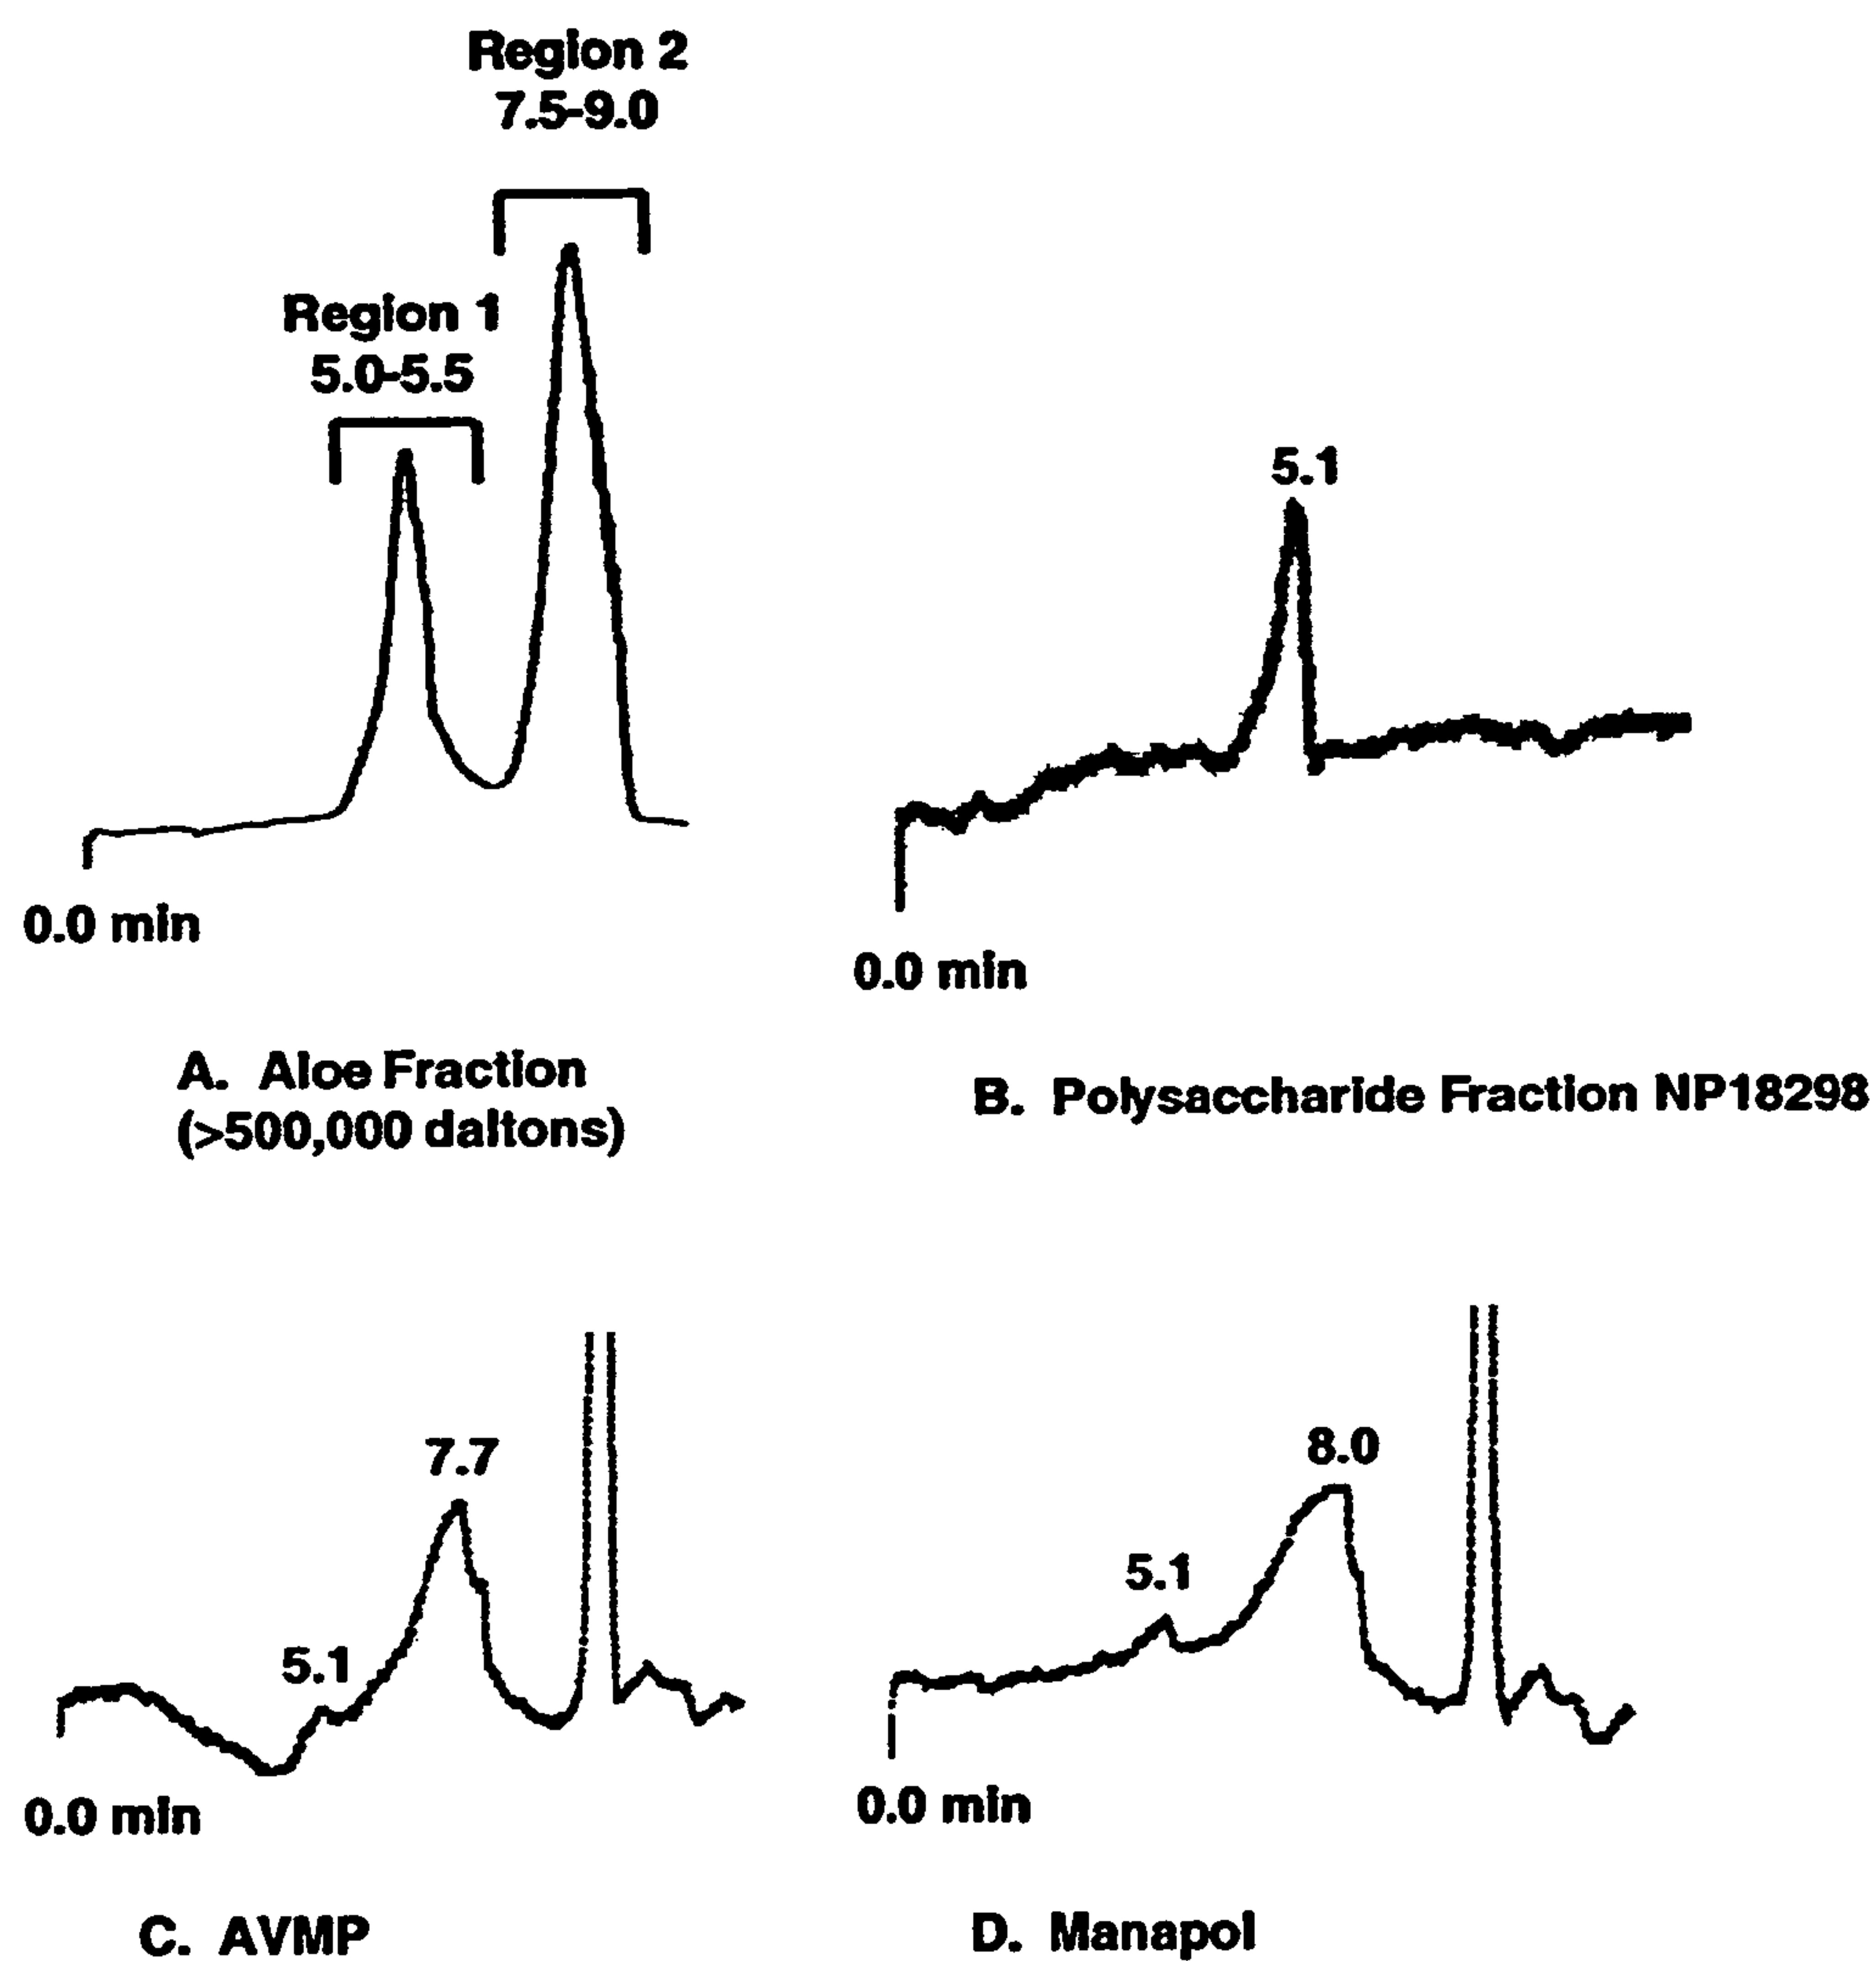 Region 2
7.5-9.0
Region 1
5.0-5.5
0.0 min
A. Aloe Fraction
(>500,000 daltons)
5.1
0.0 min
B. Polysaccharide Fraction NP18298
7.7
5.1
0.0 min
C. AVMP
8.0
5.1
0.0 min
D. Manapol